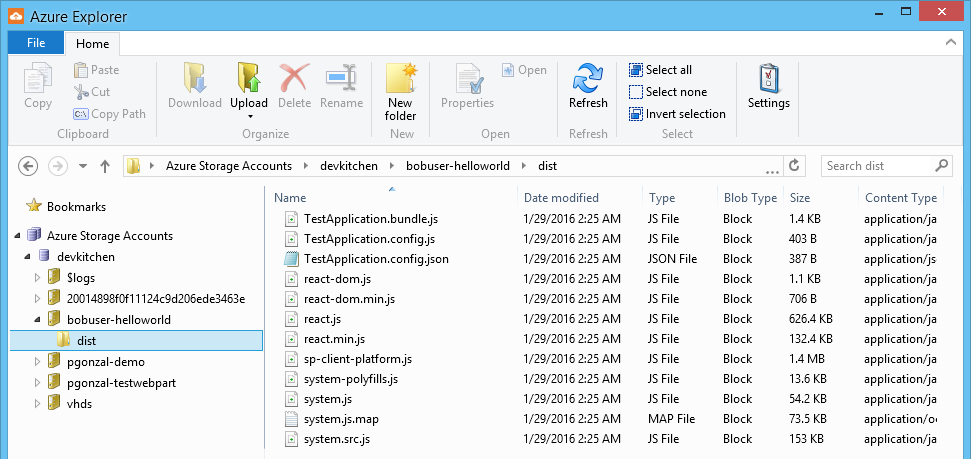 Azure Explorer
File Home
Copy Paste Cut Copy Path Clipboard
Download Upload Delete Rename Organize
New folder New
Properties Open Open
Refresh Refresh
Select all Select none Invert selection Select
Settings
Azure Storage Accounts devkitchen bobuser-helloworld dist ... Search dist
Bookmarks
Azure Storage Accounts
devkitchen
$logs
20014898f0f11124c9d206ede3463e
bobuser-helloworld
dist
pgonzal-demo
pgonzal-testwebpart
vhds
Name Date modified Type Blob Type Size Content Type
TestApplication.bundle.js 1/29/2016 2:25 AM JS File Block 1.4 KB application/ja
TestApplication.config.js 1/29/2016 2:25 AM JS File Block 403 B application/ja
TestApplication.config.json 1/29/2016 2:25 AM JSON File Block 387 B application/js
react-dom.js 1/29/2016 2:25 AM JS File Block 1.1 KB application/ja
react-dom.min.js 1/29/2016 2:25 AM JS File Block 706 B application/ja
react.js 1/29/2016 2:25 AM JS File Block 626.4 KB application/ja
react.min.js 1/29/2016 2:25 AM JS File Block 132.4 KB application/ja
sp-client-platform.js 1/29/2016 2:25 AM JS File Block 1.4 MB application/ja
system-polyfills.js 1/29/2016 2:25 AM JS File Block 13.6 KB application/ja
system.js 1/29/2016 2:25 AM JS File Block 54.2 KB application/ja
system.js.map 1/29/2016 2:25 AM MAP File Block 73.5 KB application/oc
system.src.js 1/29/2016 2:25 AM JS File Block 153 KB application/ja